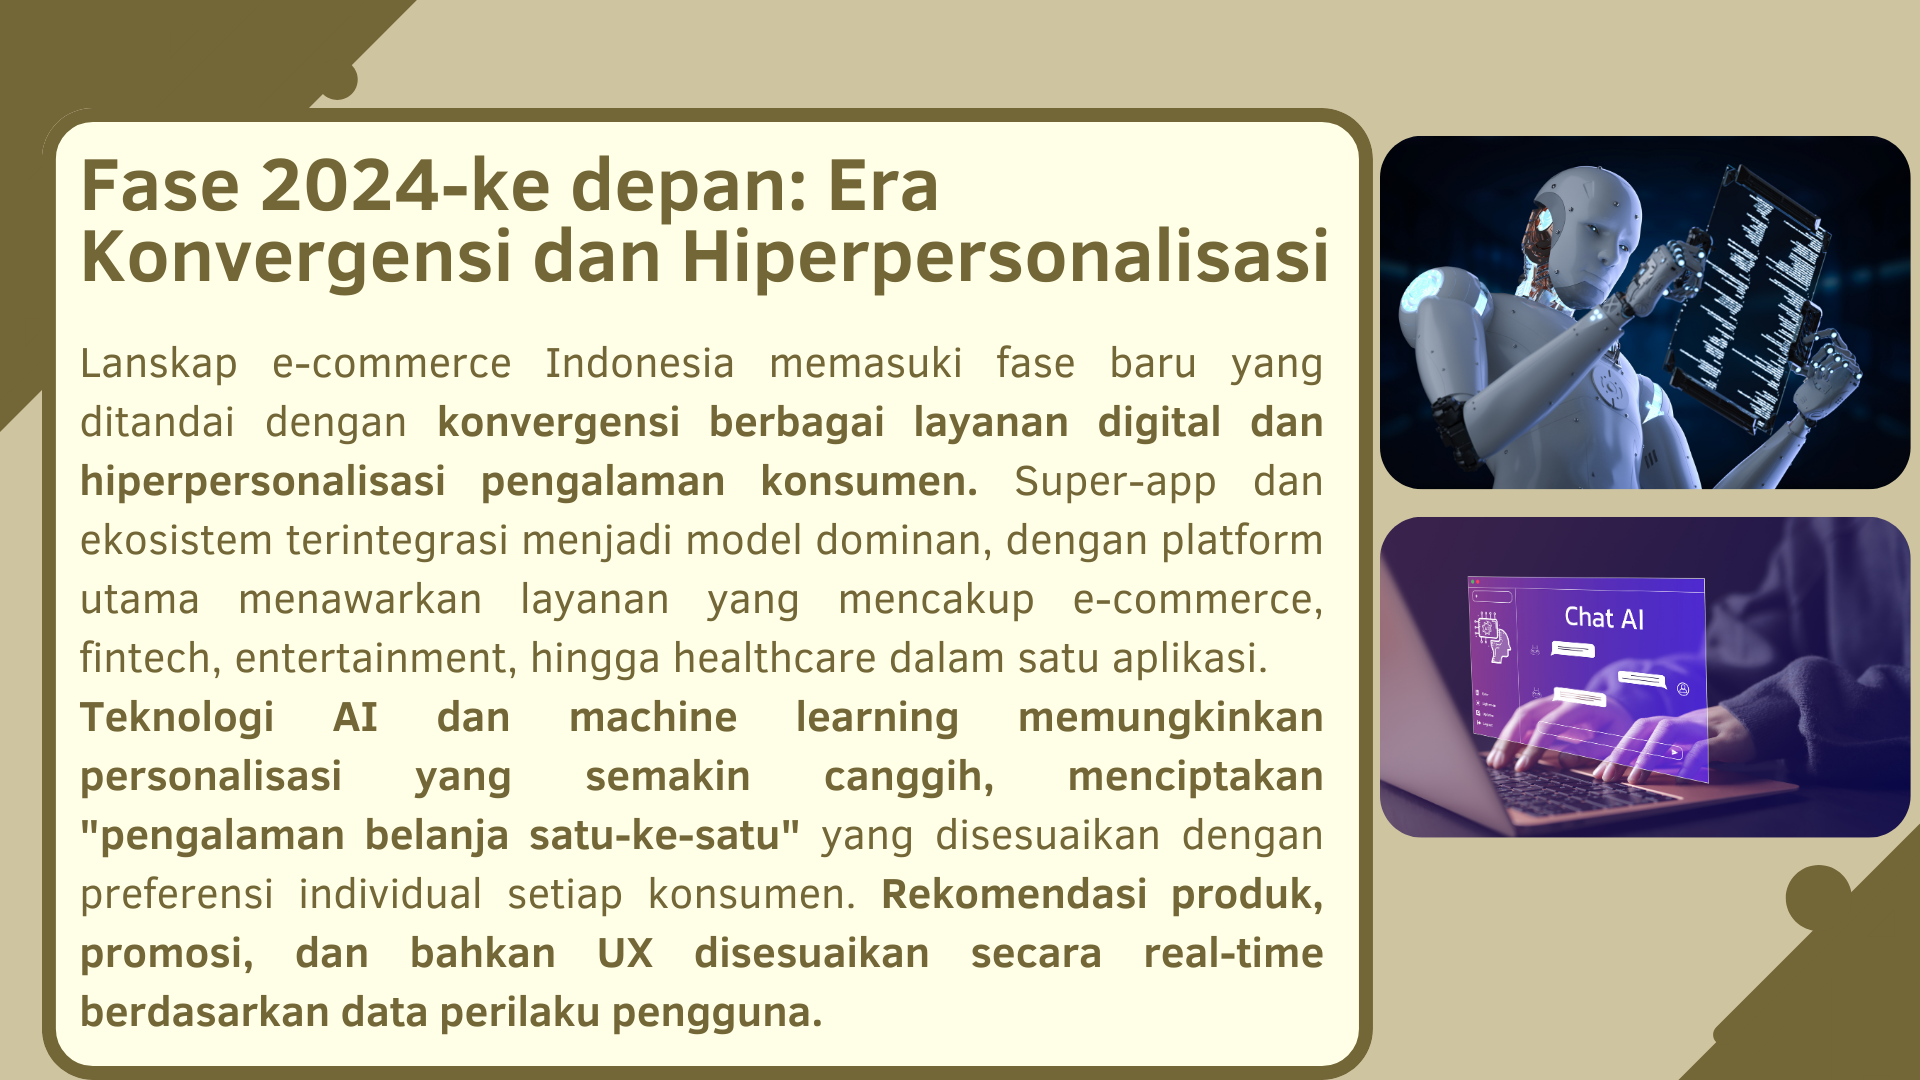 Fase 2024-ke depan: Era
Konvergensi dan Hiperpersonalisasi
Lanskap e-commerce Indonesia memasuki fase baru yang
ditandai dengan konvergensi berbagai layanan digital dan
hiperpersonalisasi pengalaman konsumen. Super-app dan
ekosistem terintegrasi menjadi model dominan, dengan platform
utama menawarkan layanan yang mencakup e-commerce,
fintech, entertainment, hingga healthcare dalam satu aplikasi.
Teknologi AI dan machine learning memungkinkan
personalisasi yang semakin canggih, menciptakan
"pengalaman belanja satu-ke-satu" yang disesuaikan dengan
preferensi individual setiap konsumen. Rekomendasi produk,
promosi, dan bahkan UX disesuaikan secara real-time
berdasarkan data perilaku pengguna.
Chat AI